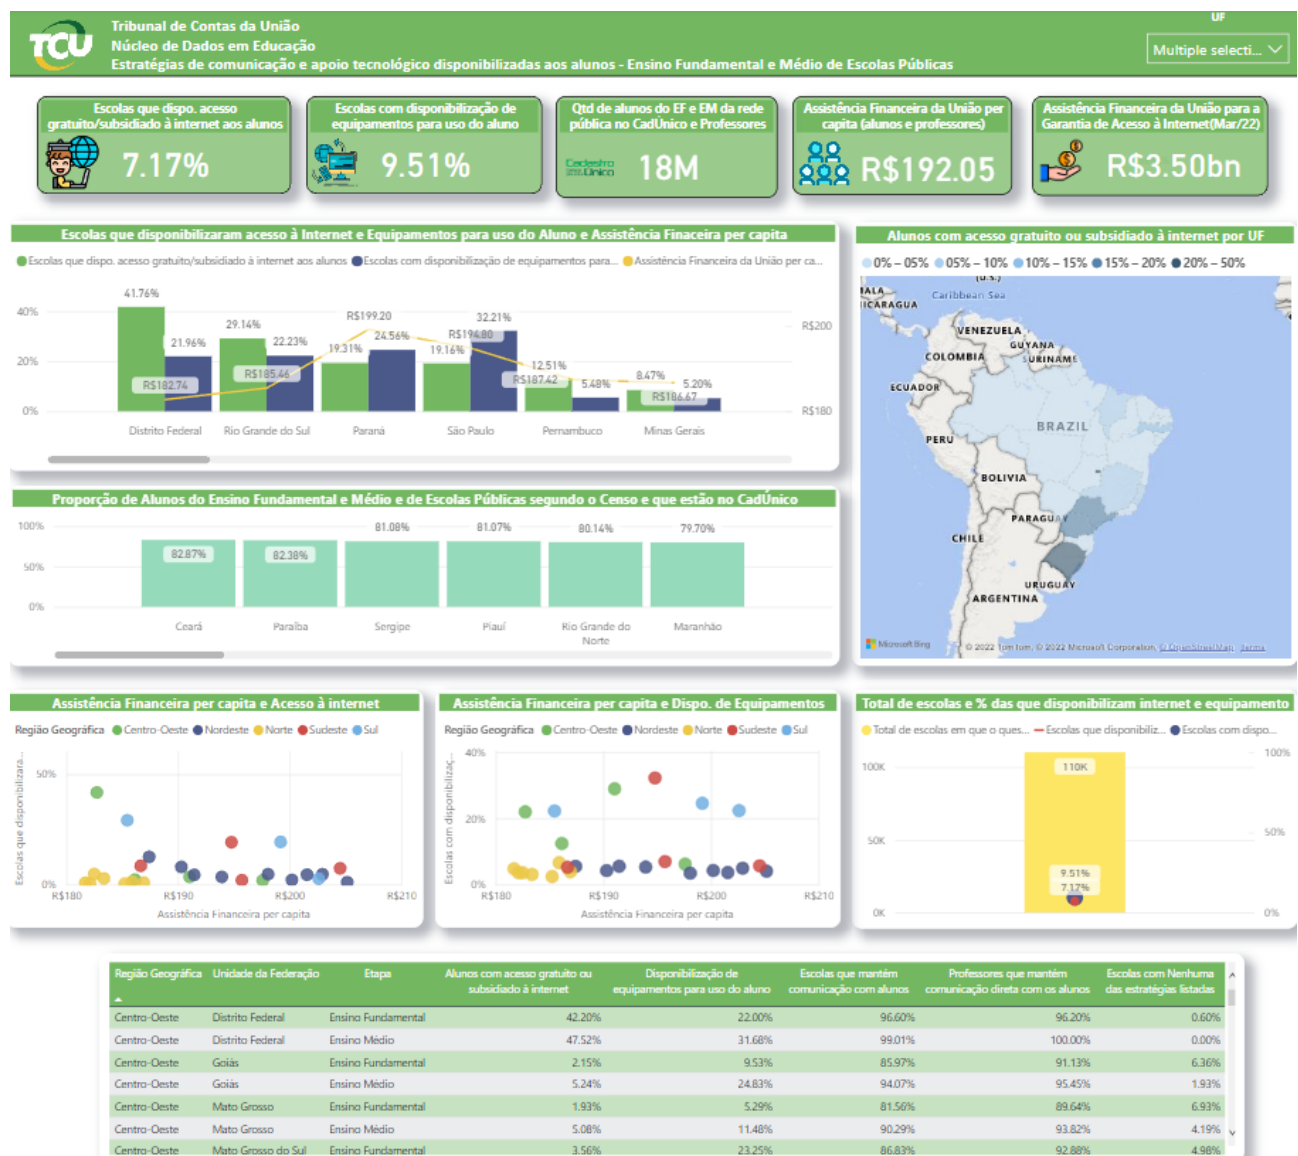 UF
Tribunal de Contas da União
Núcleo de Dados em Educação
Estratégias de comunicação e apoio tecnológico disponibilizadas aos alunos - Ensino Fundamental e Médio de Escolas Públicas
TCU
Multiple selecti...
Escolas que dispo. acesso gratuito/subsidiado à internet aos alunos
7.17%
Escolas com disponibilização de equipamentos para uso do aluno
9.51%
Qtd de alunos do EF e EM da rede pública no CadÚnico e Professores
Cadastro Único
18M
Assistência Financeira da União per capita (alunos e professores)
R$192.05
Assistência Financeira da União para a Garantia de Acesso à Internet(Mar/22)
R$3.50bn
Escolas que disponibilizaram acesso à Internet e Equipamentos para uso do Aluno e Assistência Finaceira per capita
Escolas que dispo. acesso gratuito/subsidiado à internet aos alunos Escolas com disponibilização de equipamentos para... Assistência Financeira da União per ca...
40%
20%
0%
41.76%
21.96%
R$182.74
29.14%
22.23%
R$185.46
R$199.20
19.31%
24.56%
19.16%
R$194.80
32.21%
12.51%
R$187.42
5.48%
8.47%
R$186.67
5.20%
R$200
R$180
Distrito Federal Rio Grande do Sul Paraná São Paulo Pernambuco Minas Gerais
Alunos com acesso gratuito ou subsidiado à internet por UF
0% – 05% 05% – 10% 10% – 15% 15% – 20% 20% – 50%
(U.S.)
Caribbean Sea
NICARAGUA
VENEZUELA
GUYANA
COLOMBIA
SURINAME
ECUADOR
BRAZIL
PERU
BOLIVIA
PARAGUAY
CHILE
URUGUAY
ARGENTINA
Microsoft Bing
© 2022 TomTom, © 2022 Microsoft Corporation, © OpenStreetMap Terms
Proporção de Alunos do Ensino Fundamental e Médio e de Escolas Públicas segundo o Censo e que estão no CadÚnico
100%
50%
0%
82.87%
82.38%
81.08%
81.07%
80.14%
79.70%
Ceará Paraíba Sergipe Piauí Rio Grande do Norte Maranhão
Assistência Financeira per capita e Acesso à internet
Região Geográfica Centro-Oeste Nordeste Norte Sudeste Sul
Escolas que disponibilizara...
50%
0%
R$180 R$190 R$200 R$210
Assistência Financeira per capita
Assistência Financeira per capita e Dispo. de Equipamentos
Região Geográfica Centro-Oeste Nordeste Norte Sudeste Sul
Escolas com disponibilizaç...
40%
20%
0%
R$180 R$190 R$200 R$210
Assistência Financeira per capita
Total de escolas e % das que disponibilizam internet e equipamento
Total de escolas em que o ques... Escolas que disponibiliz... Escolas com dispo...
100K
50K
0K
110K
9.51%
7.17%
100%
50%
0%
Região Geográfica Unidade da Federação Etapa Alunos com acesso gratuito ou subsidiado à internet Disponibilização de equipamentos para uso do aluno Escolas que mantém comunicação com alunos Professores que mantém comunicação direta com os alunos Escolas com Nenhuma das estratégias listadas
Centro-Oeste Distrito Federal Ensino Fundamental 42.20% 22.00% 96.60% 96.20% 0.60%
Centro-Oeste Distrito Federal Ensino Médio 47.52% 31.68% 99.01% 100.00% 0.00%
Centro-Oeste Goiás Ensino Fundamental 2.15% 9.53% 85.97% 91.13% 6.36%
Centro-Oeste Goiás Ensino Médio 5.24% 24.83% 94.07% 95.45% 1.93%
Centro-Oeste Mato Grosso Ensino Fundamental 1.93% 5.29% 81.56% 89.64% 6.93%
Centro-Oeste Mato Grosso Ensino Médio 5.08% 11.48% 90.29% 93.82% 4.19%
Centro-Oeste Mato Grosso do Sul Ensino Fundamental 3.56% 23.25% 86.83% 92.88% 4.98%